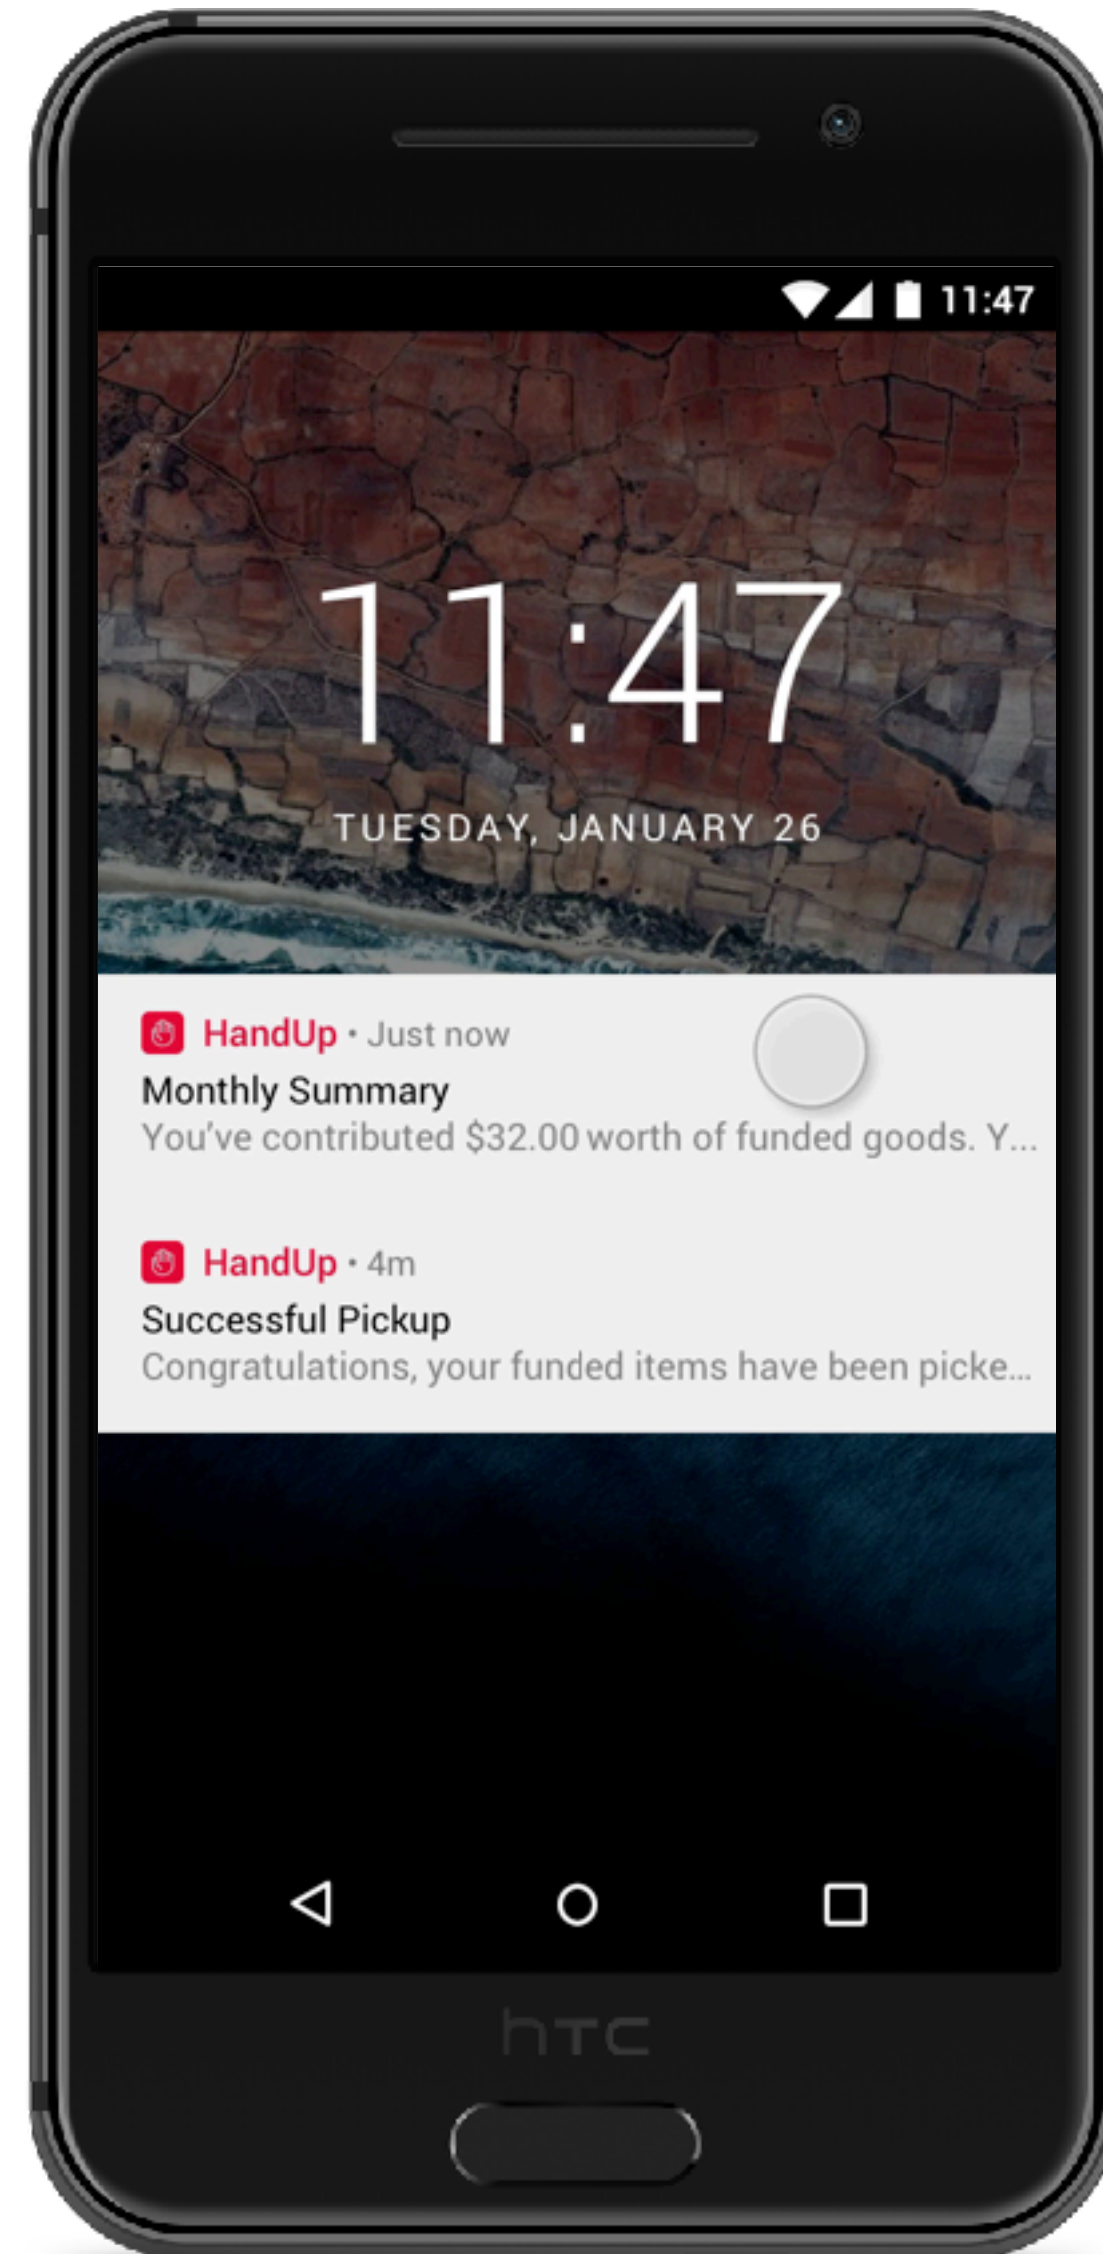 11:47
11:47
TUESDAY, JANUARY 26
HandUp • Just now
Monthly Summary
You've contributed $32.00 worth of funded goods. Y...
HandUp • 4m
Successful Pickup
Congratulations, your funded items have been picke...
hTC